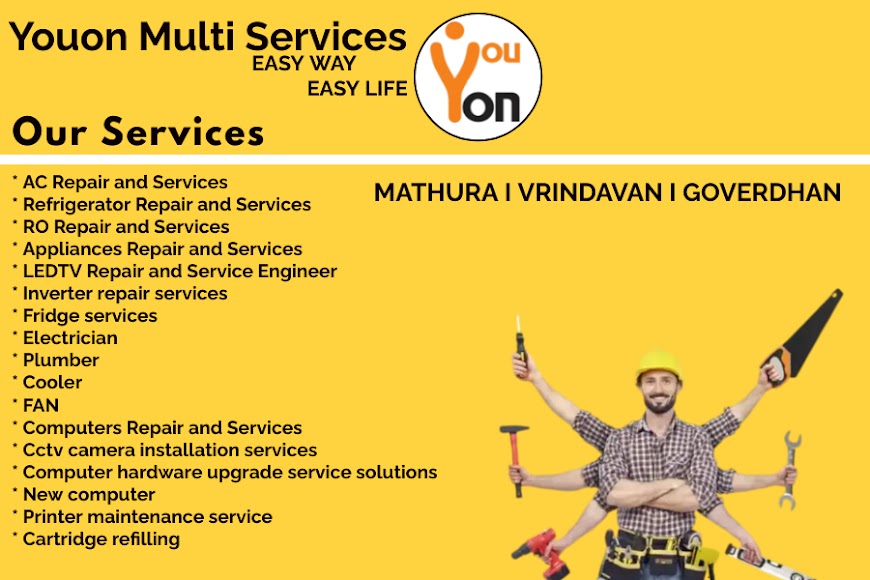 Youon Multi Services
EASY WAY
EASY LIFE
You
on
Our Services
MATHURA I VRINDAVAN I GOVERDHAN
* AC Repair and Services
* Refrigerator Repair and Services
* RO Repair and Services
* Appliances Repair and Services
* LEDTV Repair and Service Engineer
* Inverter repair services
* Fridge services
* Electrician
* Plumber
* Cooler
* FAN
* Computers Repair and Services
* Cctv camera installation services
* Computer hardware upgrade service solutions
* New computer
* Printer maintenance service
* Cartridge refilling